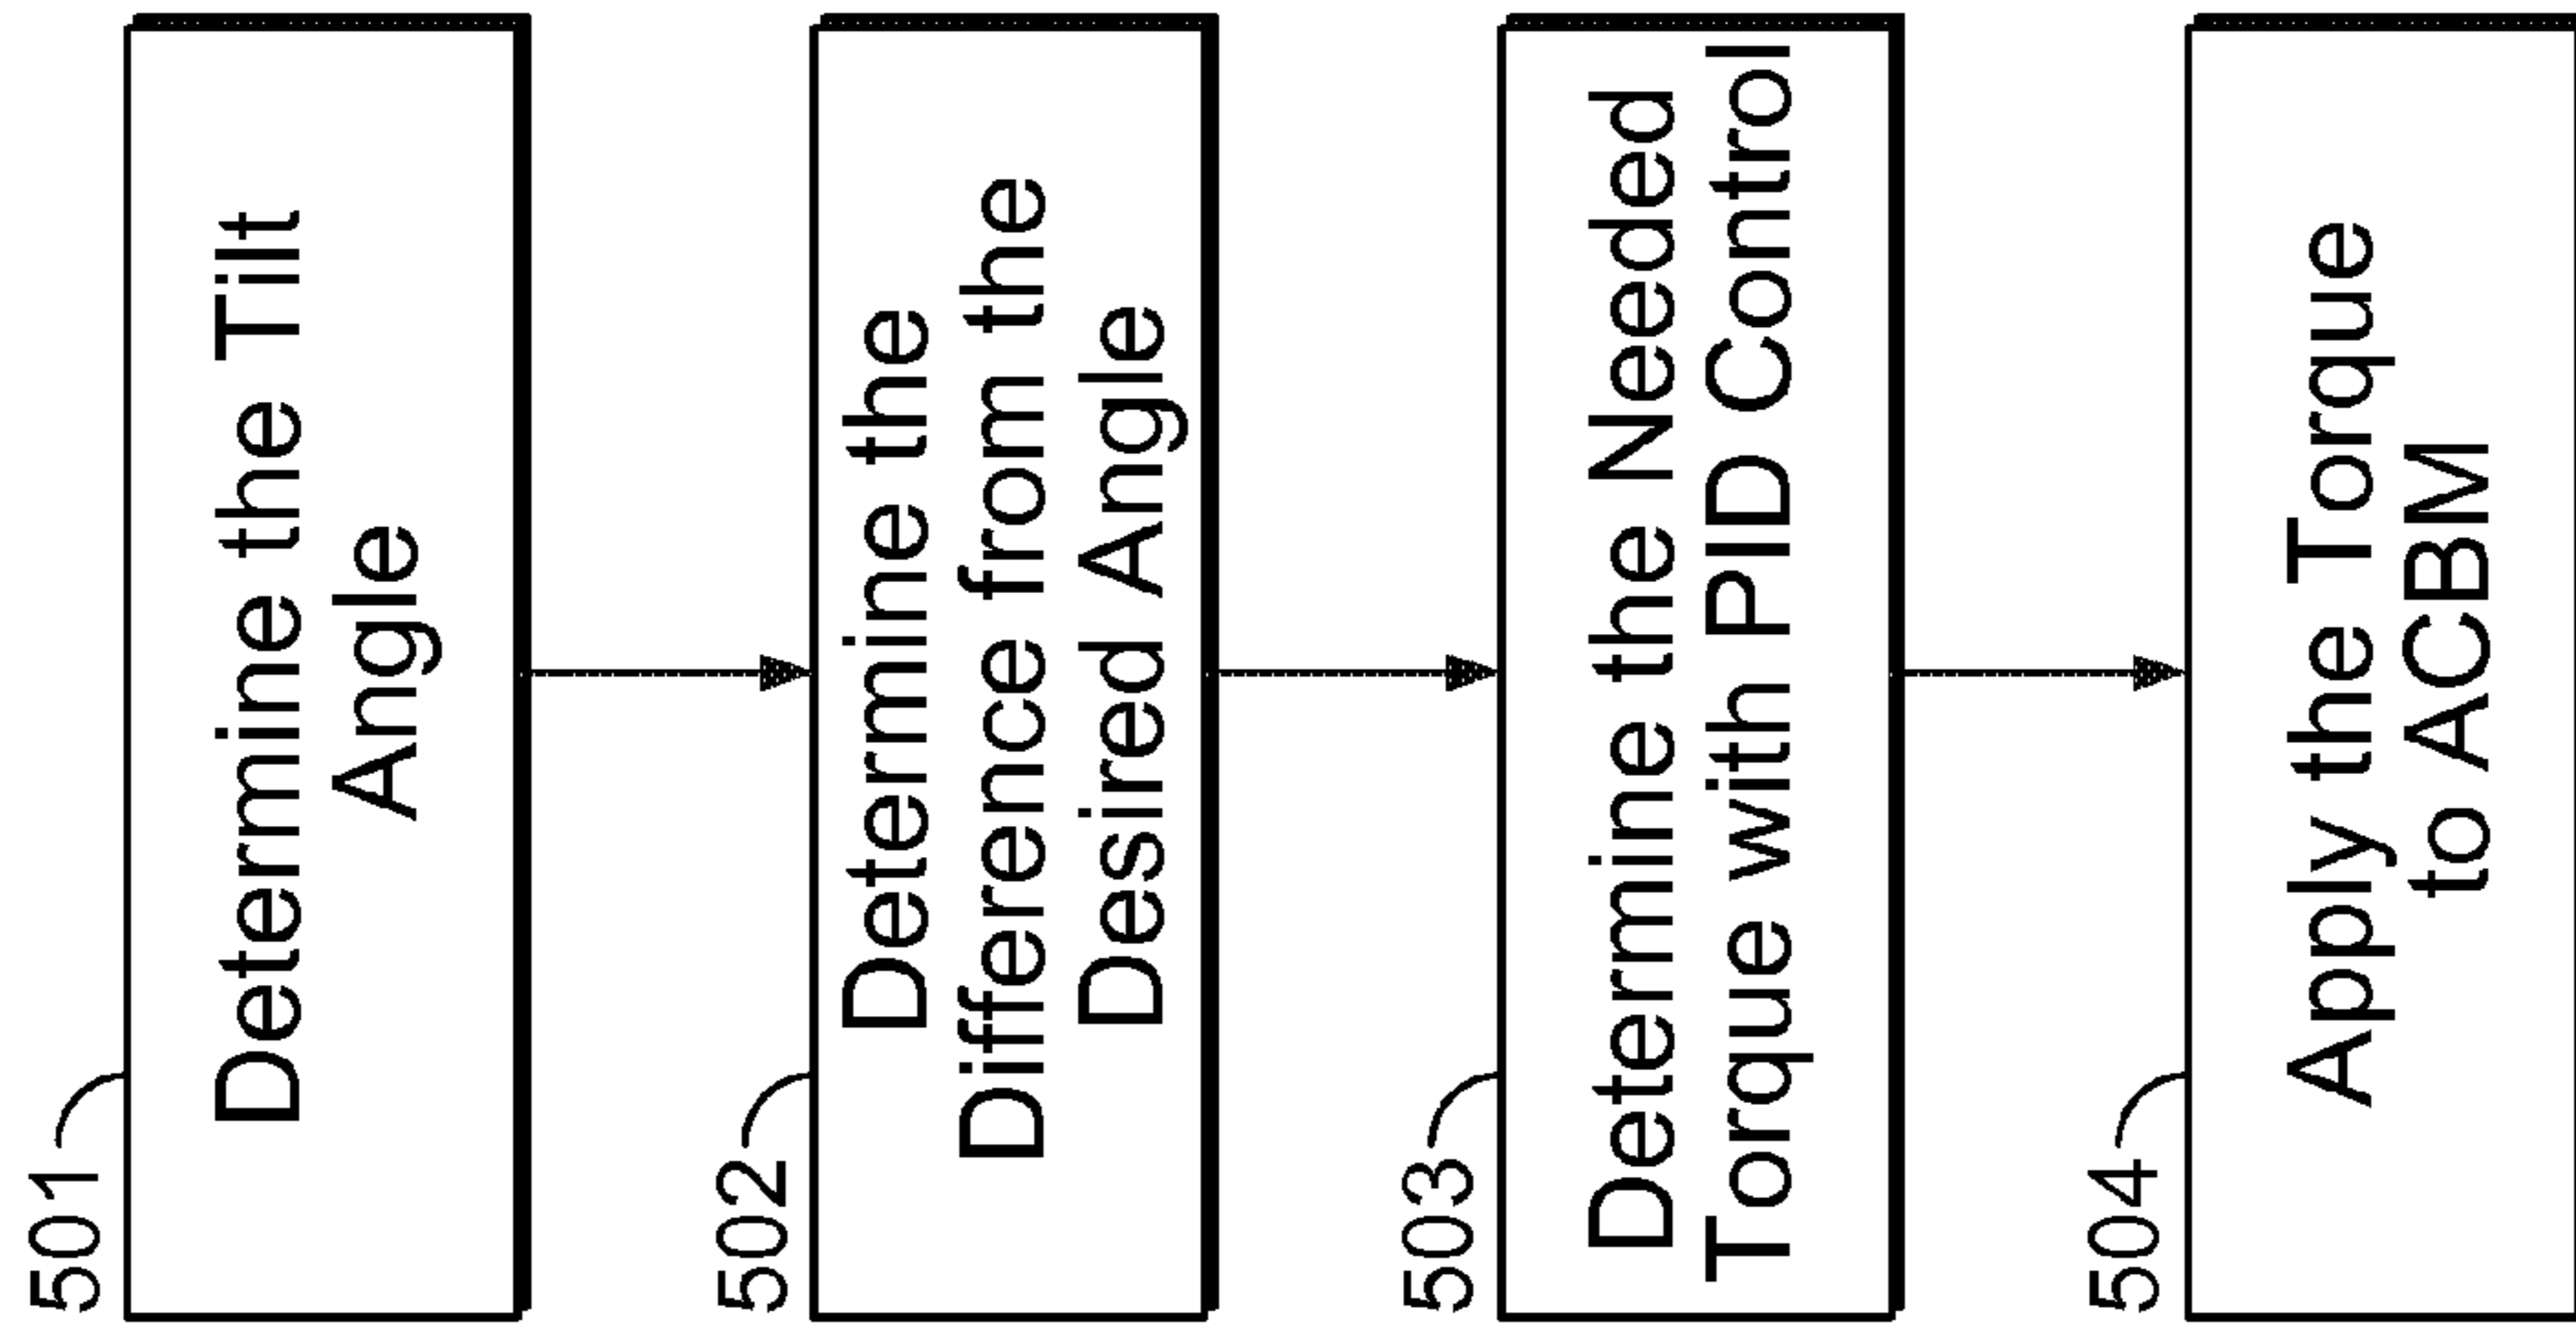 501
Determine the Tilt
Angle
502
Determine the
Difference from the
Desired Angle
503
Determine the Needed
Torque with PID Control
504
Apply the Torque
to ACBM